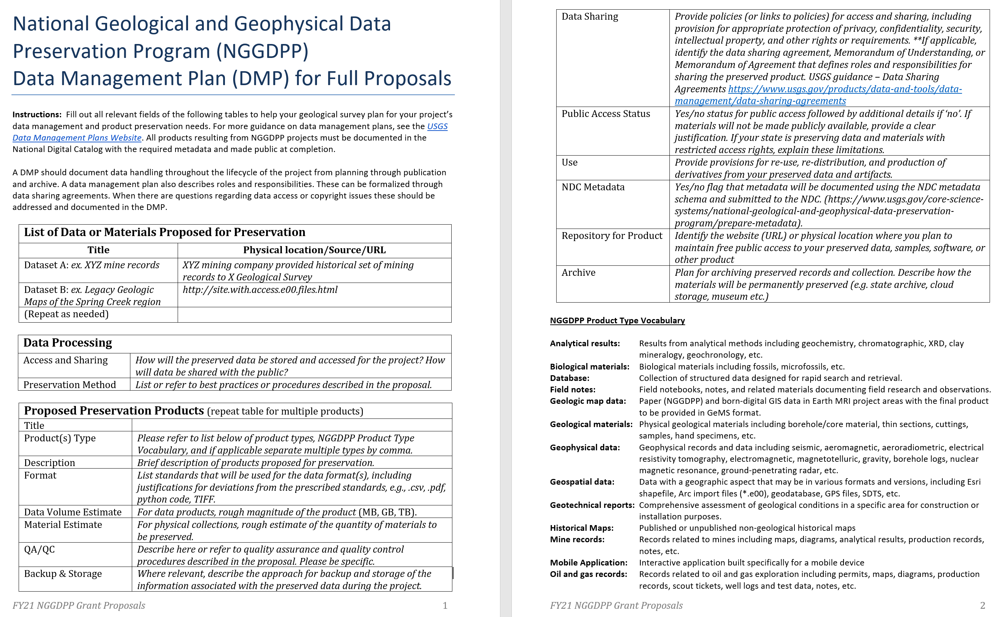 National Geological and Geophysical Data
Preservation Program (NGGDPP)
Data Management Plan (DMP) for Full Proposals
Instructions:  Fill out all relevant fields of the following tables to help your geological survey plan for your project’s
data management and product preservation needs. For more guidance on data management plans, see the USGS
Data Management Plans Website. All products resulting from NGGDPP projects must be documented in the
National Digital Catalog with the required metadata and made public at completion.
A DMP should document data handling throughout the lifecycle of the project from planning through publication
and archive. A data management plan also describes roles and responsibilities. These can be formalized through
data sharing agreements. When there are questions regarding data access or copyright issues these should be
addressed and documented in the DMP.
List of Data or Materials Proposed for Preservation
Title Physical location/Source/URL
Dataset A: ex. XYZ mine records XYZ mining company provided historical set of mining
records to X Geological Survey
Dataset B: ex. Legacy Geologic http://site.with.access.e00.files.html
Maps of the Spring Creek region
(Repeat as needed)
Data Processing
Access and Sharing How will the preserved data be stored and accessed for the project? How
will data be shared with the public?
Preservation Method List or refer to best practices or procedures described in the proposal.
Proposed Preservation Products (repeat table for multiple products)
Title
Product(s) Type Please refer to list below of product types, NGGDPP Product Type
Vocabulary, and if applicable separate multiple types by comma.
Description Brief description of products proposed for preservation.
Format List standards that will be used for the data format(s), including
justifications for deviations from the prescribed standards, e.g., .csv, .pdf,
python code, TIFF.
Data Volume Estimate For data products, rough magnitude of the product (MB, GB, TB).
Material Estimate For physical collections, rough estimate of the quantity of materials to
be preserved.
QA/QC Describe here or refer to quality assurance and quality control
procedures described in the proposal. Please be specific.
Backup & Storage Where relevant, describe the approach for backup and storage of the
information associated with the preserved data during the project.
FY21 NGGDPP Grant Proposals 1
Data Sharing Provide policies (or links to policies) for access and sharing, including
provision for appropriate protection of privacy, confidentiality, security,
intellectual property, and other rights or requirements. **If applicable,
identify the data sharing agreement, Memorandum of Understanding, or
Memorandum of Agreement that defines roles and responsibilities for
sharing the preserved product. USGS guidance – Data Sharing
Agreements https://www.usgs.gov/products/data-and-tools/data-
management/data-sharing-agreements
Public Access Status Yes/no status for public access followed by additional details if ‘no’. If
materials will not be made publicly available, provide a clear
justification. If your state is preserving data and materials with
restricted access rights, explain these limitations.
Use Provide provisions for re-use, re-distribution, and production of
derivatives from your preserved data and artifacts.
NDC Metadata Yes/no flag that metadata will be documented using the NDC metadata
schema and submitted to the NDC. (https://www.usgs.gov/core-science-
systems/national-geological-and-geophysical-data-preservation-
program/prepare-metadata).
Repository for Product Identify the website (URL) or physical location where you plan to
maintain free public access to your preserved data, samples, software, or
other product
Archive Plan for archiving preserved records and collection. Describe how the
materials will be permanently preserved (e.g. state archive, cloud
storage, museum etc.)
NGGDPP Product Type Vocabulary
Analytical results: Results from analytical methods including geochemistry, chromatographic, XRD, clay
mineralogy, geochronology, etc.
Biological materials: Biological materials including fossils, microfossils, etc.
Database: Collection of structured data designed for rapid search and retrieval.
Field notes: Field notebooks, notes, and related materials documenting field research and observations.
Geologic map data: Paper (NGGDPP) and born-digital GIS data in Earth MRI project areas with the final product
to be provided in GeMS format.
Geological materials: Physical geological materials including borehole/core material, thin sections, cuttings,
samples, hand specimens, etc.
Geophysical data: Geophysical records and data including seismic, aeromagnetic, aeroradiometric, electrical
resistivity tomography, electromagnetic, magnetotelluric, gravity, borehole logs, nuclear
magnetic resonance, ground-penetrating radar, etc.
Geospatial data: Data with a geographic aspect that may be in various formats and versions, including Esri
shapefile, Arc import files (*.e00), geodatabase, GPS files, SDTS, etc.
Geotechnical reports: Comprehensive assessment of geological conditions in a specific area for construction or
installation purposes.
Historical Maps: Published or unpublished non-geological historical maps
Mine records: Records related to mines including maps, diagrams, analytical results, production records,
notes, etc.
Mobile Application: Interactive application built specifically for a mobile device
Oil and gas records: Records related to oil and gas exploration including permits, maps, diagrams, production
records, scout tickets, well logs and test data, notes, etc.
FY21 NGGDPP Grant Proposals 2